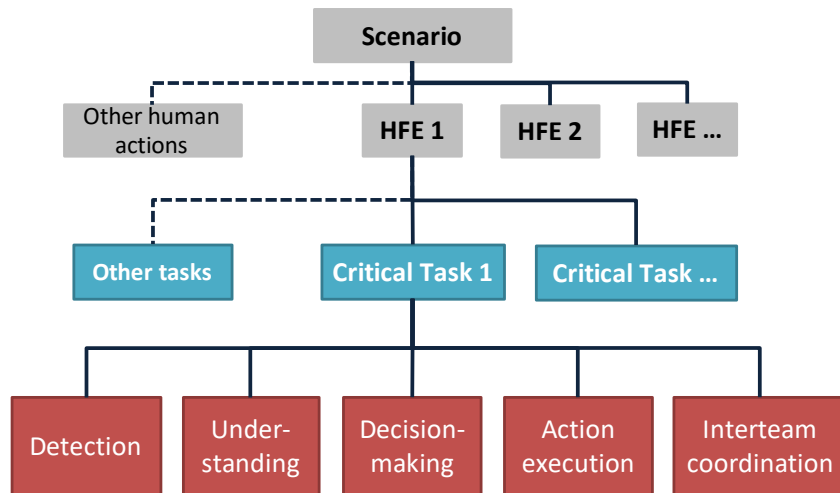 Scenario
Other human
actions
HFE 1
HFE 2
HFE …
Other tasks
Critical Task 1
Critical Task …
Detection
Under-
standing
Decision-
making
Action
execution
Interteam
coordination